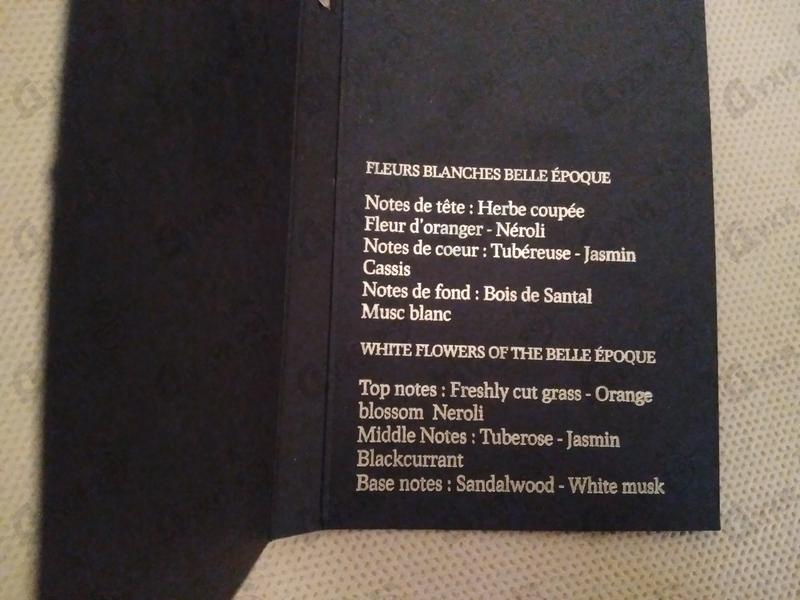 FLEURS BLANCHES BELLE ÉPOQUE
Notes de tête : Herbe coupée
Fleur d'oranger - Néroli
Notes de coeur : Tubéreuse - Jasmin
Cassis
Notes de fond : Bois de Santal
Musc blanc
WHITE FLOWERS OF THE BELLE ÉPOQUE
Top notes : Freshly cut grass - Orange
blossom Neroli
Middle Notes : Tuberose - Jasmin
Blackcurrant
Base notes : Sandalwood - White musk